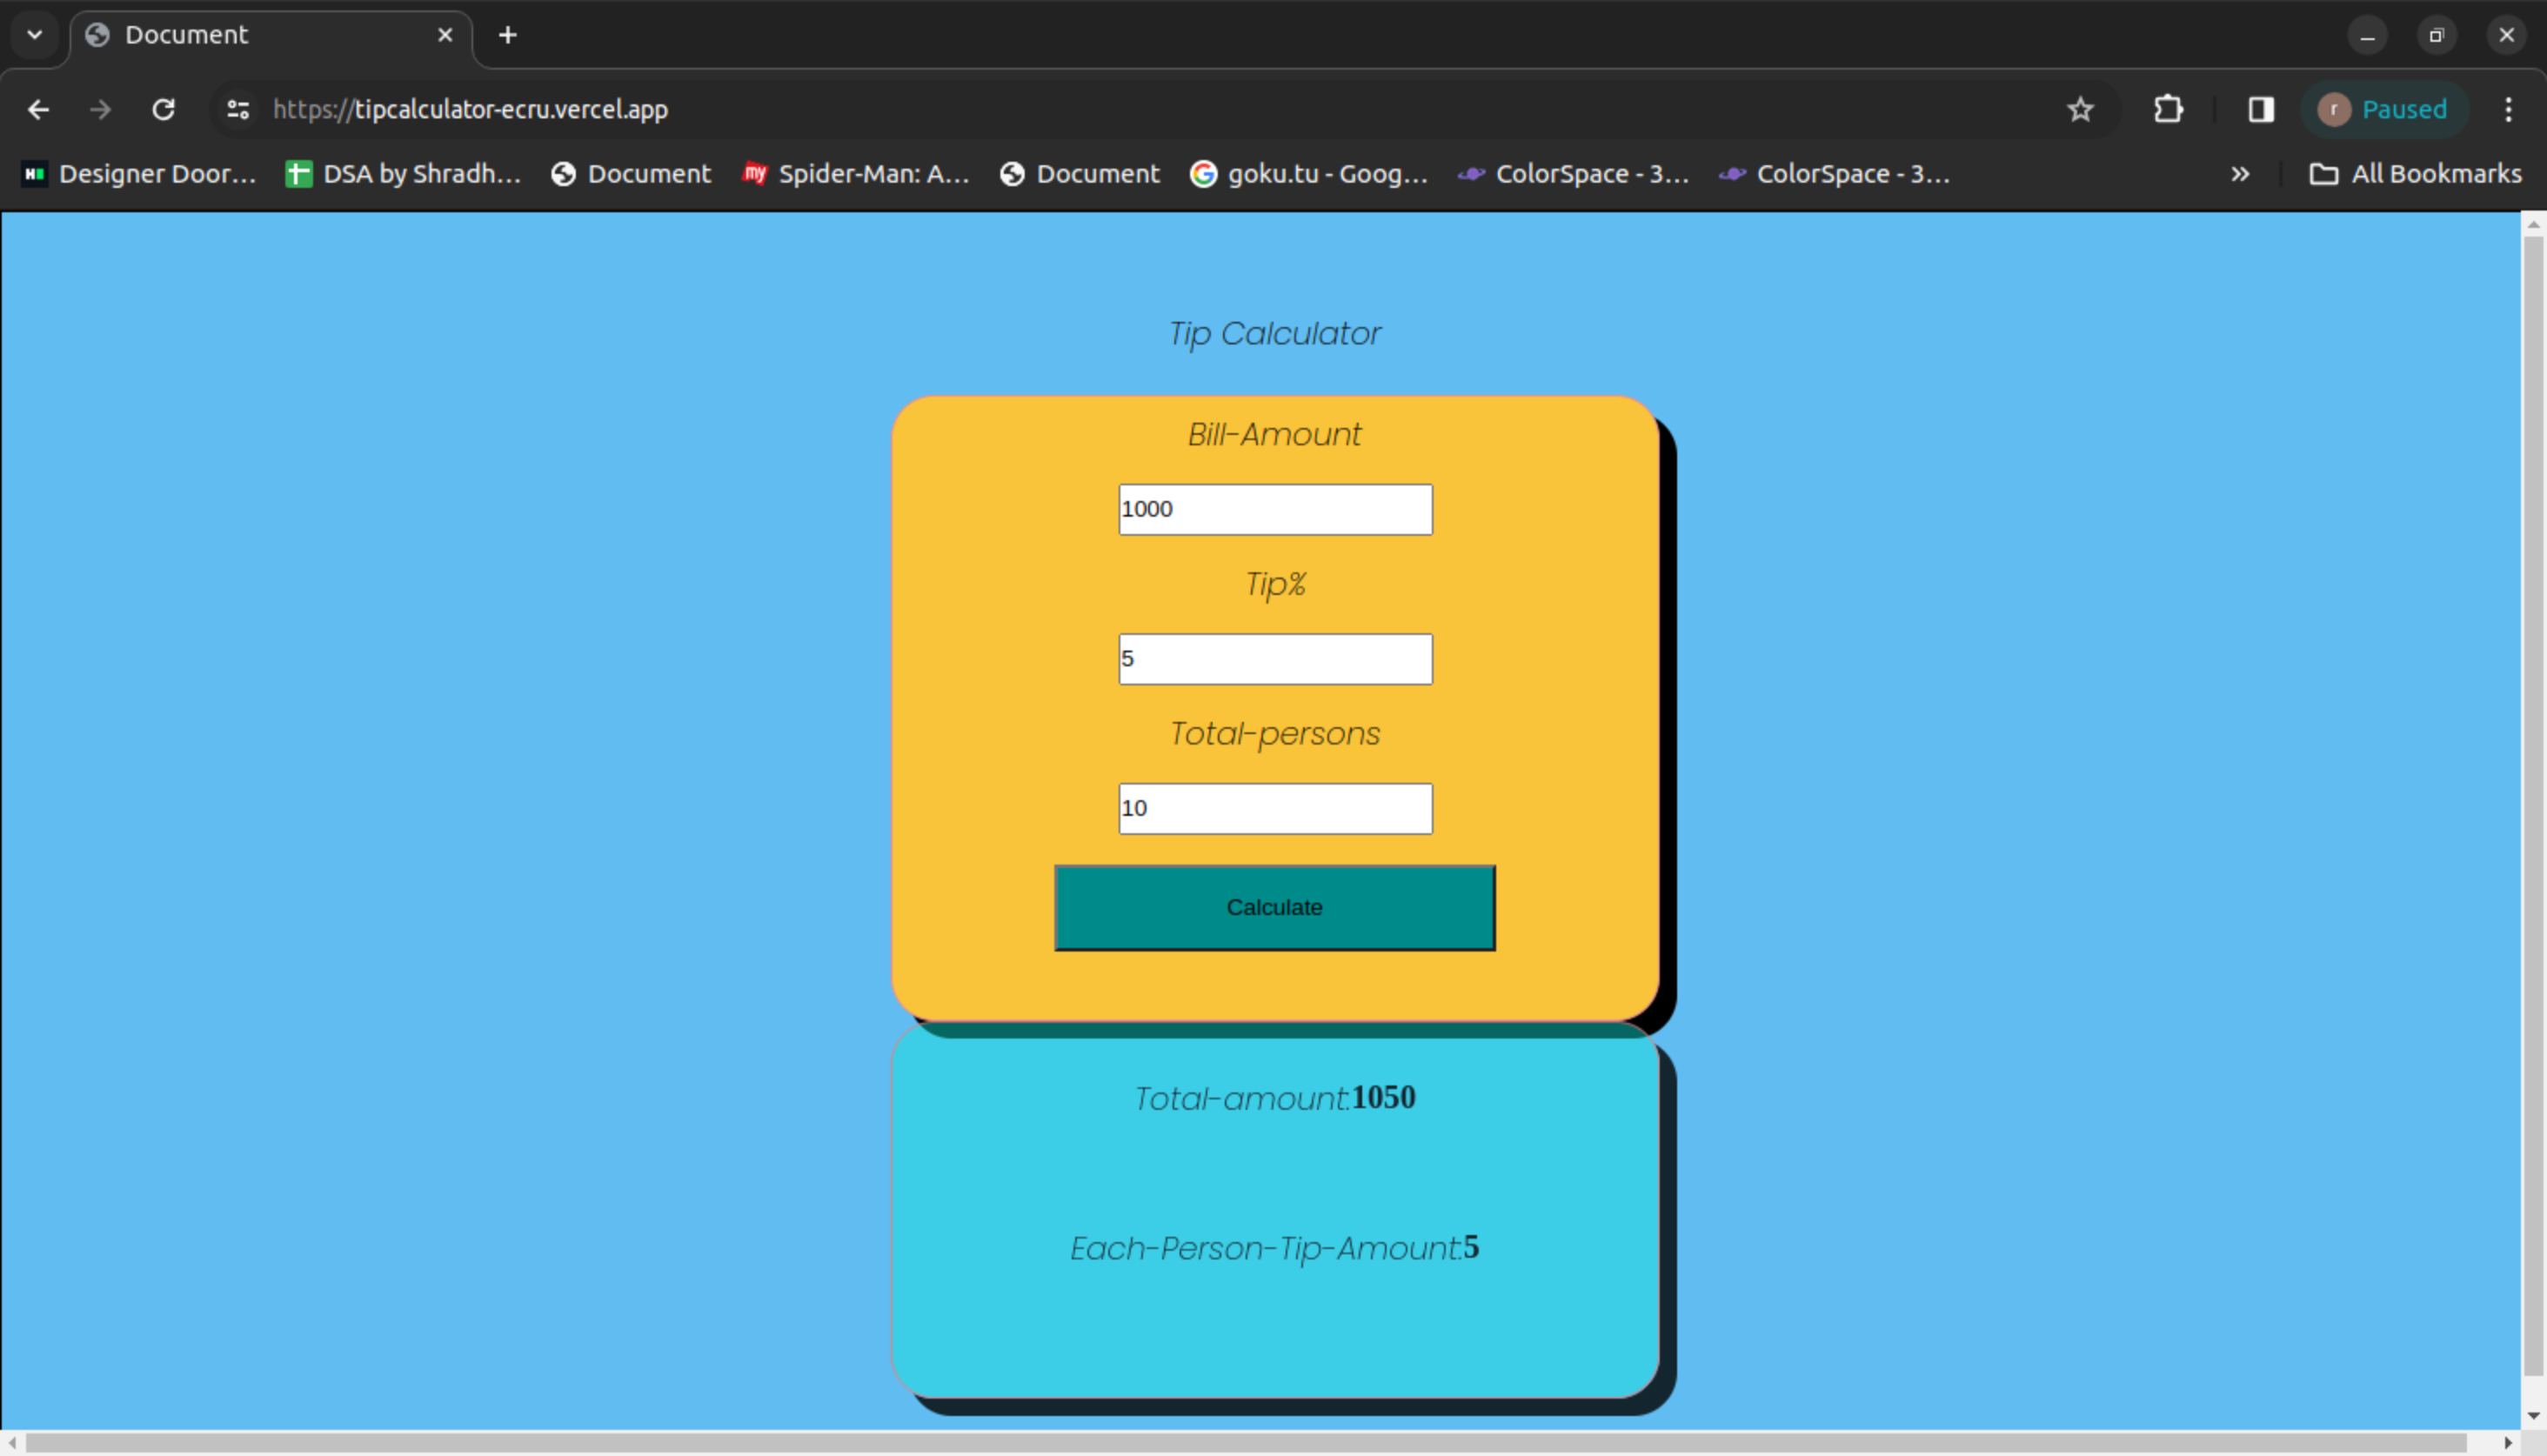 Document
https://tipcalculator-ecru.vercel.app
r Paused
Designer Door... DSA by Shradh... Document my Spider-Man: A... Document goku.tu - Goog... ColorSpace - 3... ColorSpace - 3... » All Bookmarks
Tip Calculator
Bill-Amount
1000
Tip%
5
Total-persons
10
Calculate
Total-amount:1050
Each-Person-Tip-Amount:5